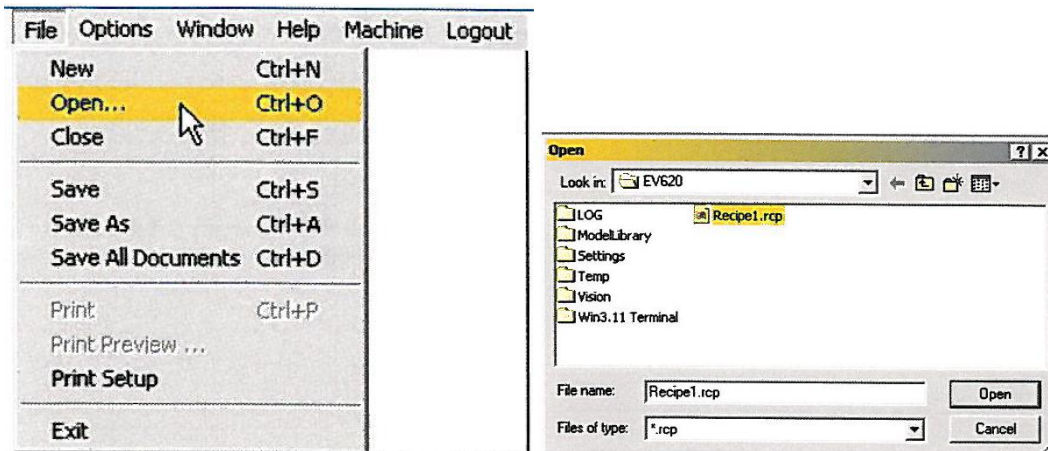 File Options Window Help Machine Logout
New Ctrl+N
Open... Ctrl+O
Close Ctrl+F
Save Ctrl+S
Save As Ctrl+A
Save All Documents Ctrl+D
Print Ctrl+P
Print Preview ...
Print Setup
Exit
Open
Look in: EV620
LOG Recipe1.rcp
ModelLibrary
Settings
Temp
Vision
Win3.11 Terminal
File name: Recipe1.rcp Open
Files of type: *.rcp Cancel